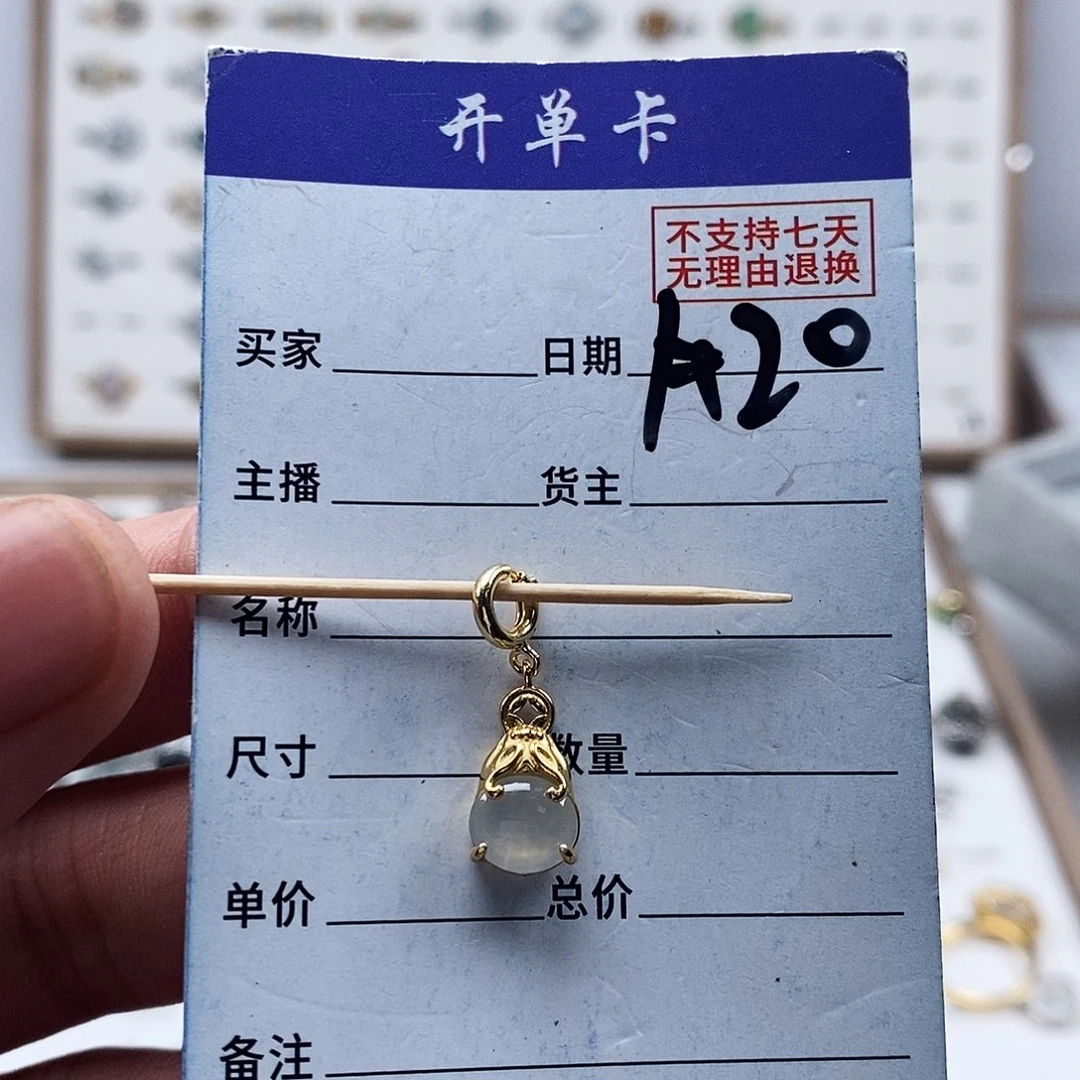 开单卡
不支持七天
无理由退换
买家 日期 A20
主播 货主
名称
尺寸 数量
单价 总价
备注